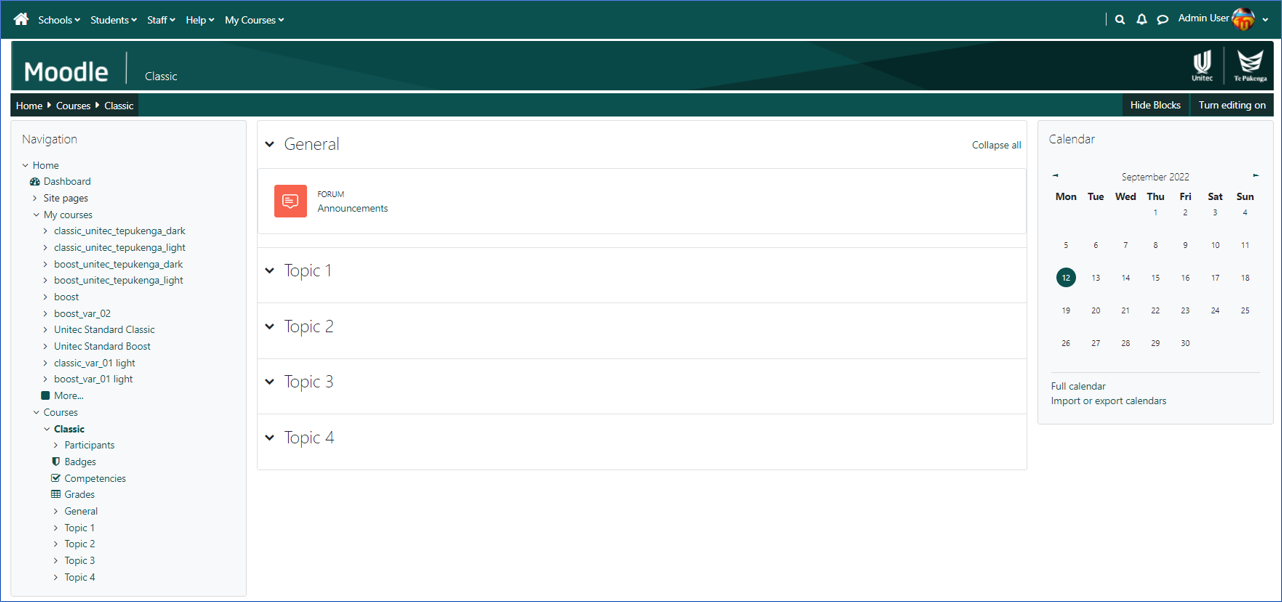 Schools Students Staff Help My Courses Admin User
Moodle Classic Unitec Te Pūkenga
Home Courses Classic Hide Blocks Turn editing on
Navigation
Home
Dashboard
Site pages
My courses
classic_unitec_tepukenga_dark
classic_unitec_tepukenga_light
boost_unitec_tepukenga_dark
boost_unitec_tepukenga_light
boost
boost_var_02
Unitec Standard Classic
Unitec Standard Boost
classic_var_01 light
boost_var_01 light
More...
Courses
Classic
Participants
Badges
Competencies
Grades
General
Topic 1
Topic 2
Topic 3
Topic 4
General Collapse all
FORUM
Announcements
Topic 1
Topic 2
Topic 3
Topic 4
Calendar
September 2022
Mon Tue Wed Thu Fri Sat Sun
1 2 3 4
5 6 7 8 9 10 11
12 13 14 15 16 17 18
19 20 21 22 23 24 25
26 27 28 29 30
Full calendar
Import or export calendars